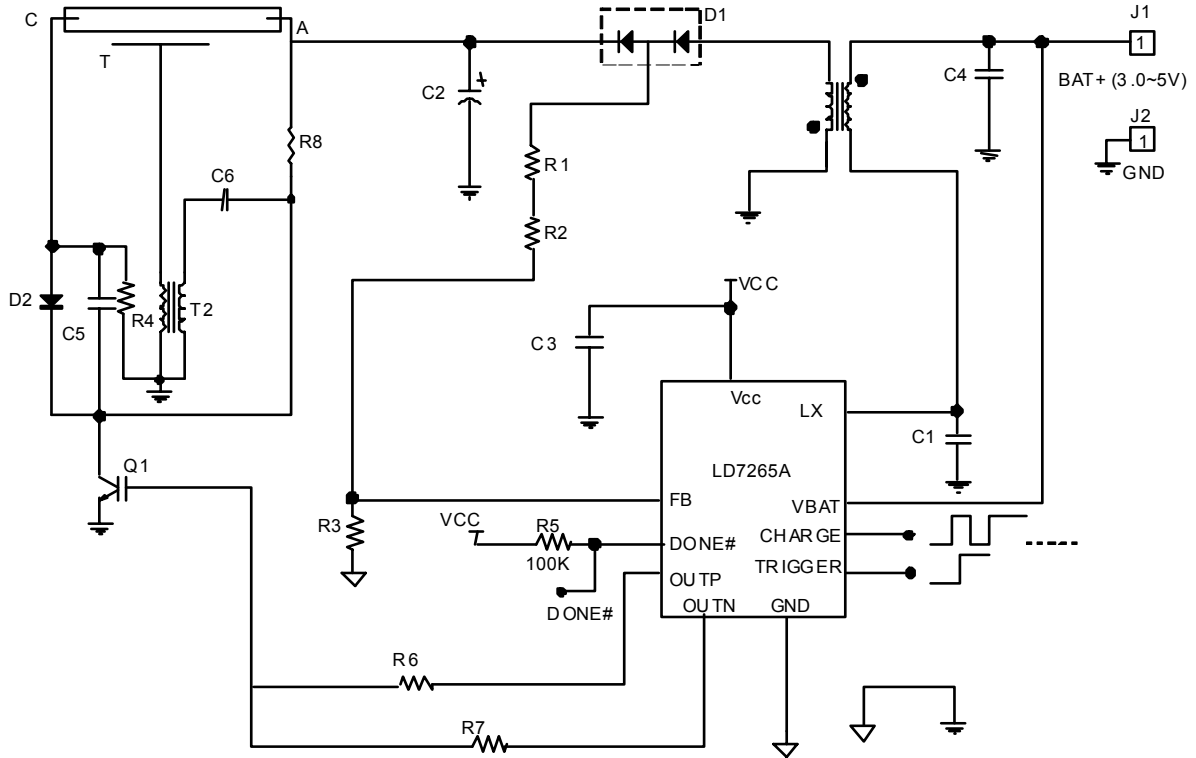 C
A
T
D1
J1
1
C2
+
C4
BAT+ (3.0~5V)
J2
1
GND
R8
R1
C6
R2
D2
C5
R4
T2
VCC
C3
Vcc
LX
C1
LD7265A
Q1
FB
VBAT
R3
VCC
R5
100K
DONE#
CHARGE
TRIGGER
OUTP
DONE#
OUTN
GND
R6
R7